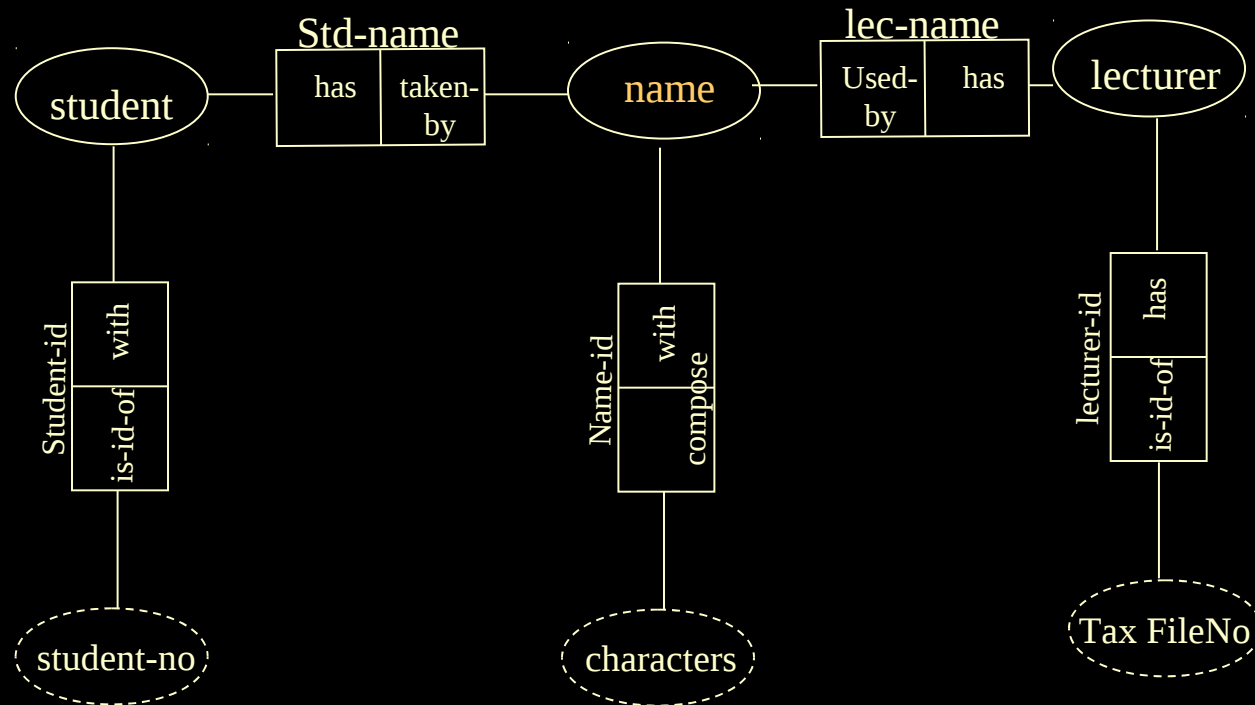 Std-name
lec-name
student
has
taken-
by
name
Used-
by
has
lecturer
Student-id
with
is-id-of
Name-id
with
compose
lecturer-id
has
is-id-of
student-no
characters
Tax FileNo